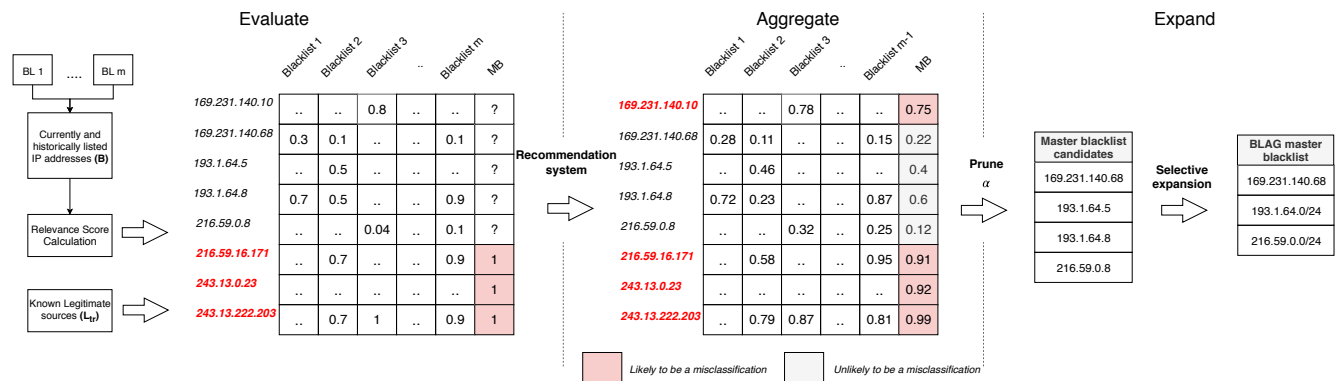 Evaluate
Aggregate
Expand
BL 1
....
BL m
Currently and
historically listed
IP addresses (B)
Relevance Score
Calculation
Known Legitimate
sources (Ltr)
Blacklist 1
Blacklist 2
Blacklist 3
..
Blacklist m
MB
169.231.140.10 .. .. 0.8 .. .. ?
169.231.140.68 0.3 0.1 .. .. 0.1 ?
193.1.64.5 .. 0.5 .. .. .. ?
193.1.64.8 0.7 0.5 .. .. 0.9 ?
216.59.0.8 .. .. 0.04 .. 0.1 ?
216.59.16.171 .. 0.7 .. .. 0.9 1
243.13.0.23 .. .. .. .. .. 1
243.13.222.203 .. 0.7 1 .. 0.9 1
Recommendation
system
Blacklist 1
Blacklist 2
Blacklist 3
..
Blacklist m-1
MB
169.231.140.10 .. .. 0.78 .. .. 0.75
169.231.140.68 0.28 0.11 .. .. 0.15 0.22
193.1.64.5 .. 0.46 .. .. .. 0.4
193.1.64.8 0.72 0.23 .. .. 0.87 0.6
216.59.0.8 .. .. 0.32 .. 0.25 0.12
216.59.16.171 .. 0.58 .. .. 0.95 0.91
243.13.0.23 .. .. .. .. .. 0.92
243.13.222.203 .. 0.79 0.87 .. 0.81 0.99
Likely to be a misclassification
Unlikely to be a misclassification
Prune
α
Master blacklist
candidates
169.231.140.68
193.1.64.5
193.1.64.8
216.59.0.8
Selective
expansion
BLAG master
blacklist
169.231.140.68
193.1.64.0/24
216.59.0.0/24